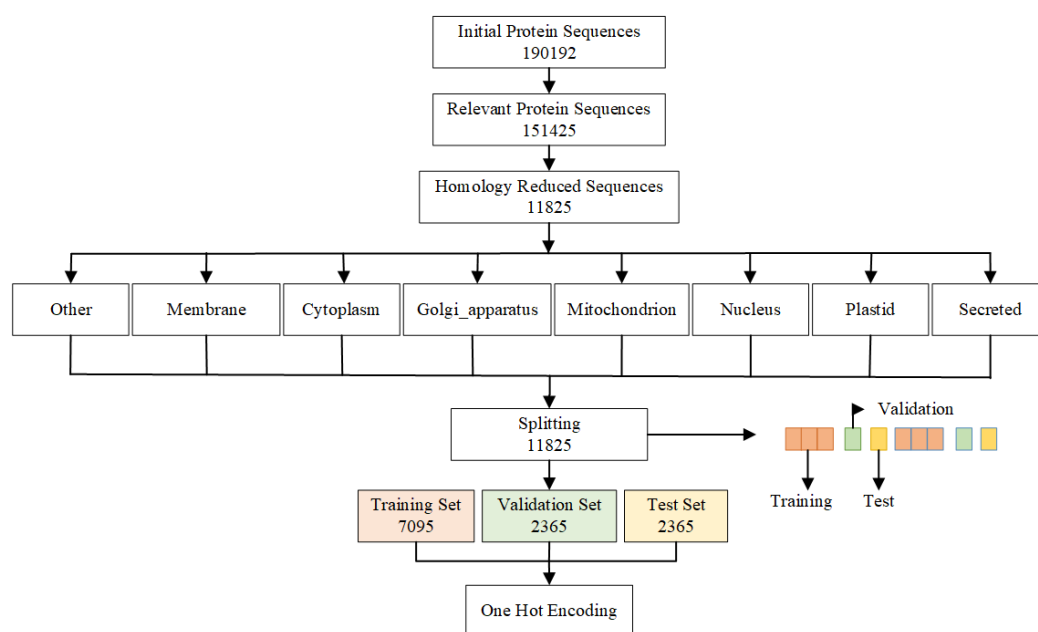 Initial Protein Sequences
190192
Relevant Protein Sequences
151425
Homology Reduced Sequences
11825
Other
Membrane
Cytoplasm
Golgi_apparatus
Mitochondrion
Nucleus
Plastid
Secreted
Splitting
11825
Validation
Training
Test
Training Set
7095
Validation Set
2365
Test Set
2365
One Hot Encoding